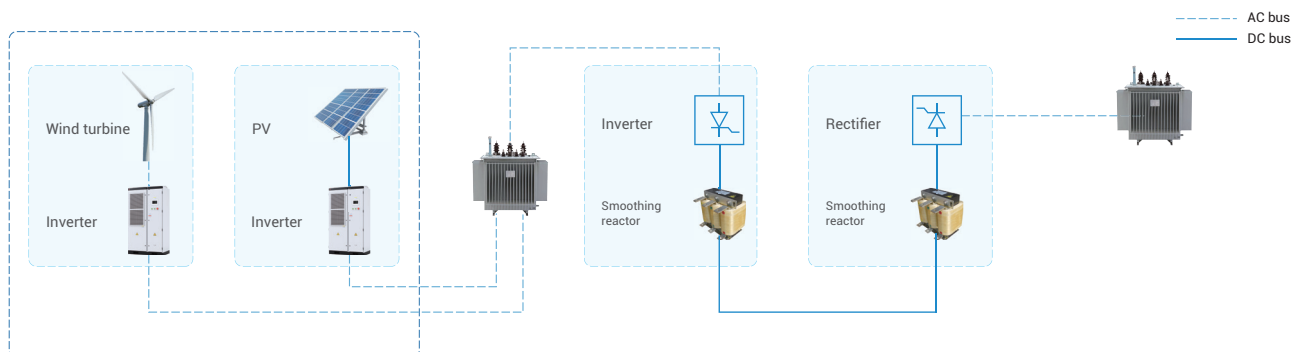 AC bus
DC bus
Wind turbine
PV
Inverter
Inverter
Inverter
Rectifier
Smoothing
reactor
Smoothing
reactor